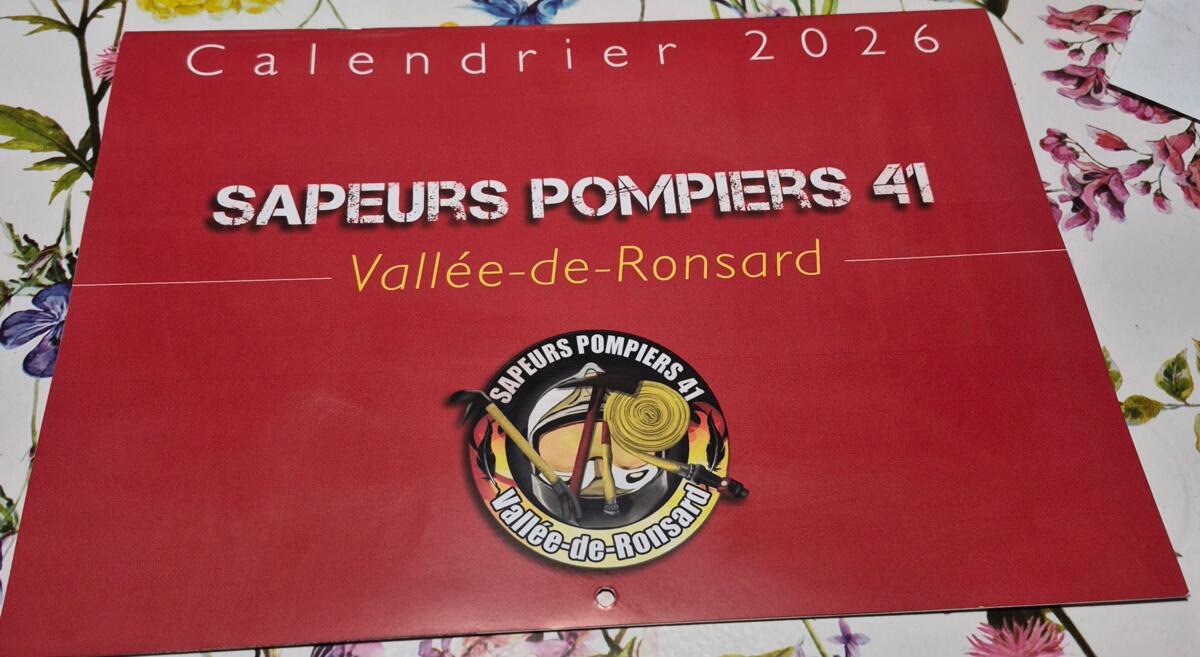 Calendrier 2026
SAPEURS POMPIERS 41
Vallée-de-Ronsard
SAPEURS POMPIERS 41
Vallée-de-Ronsard